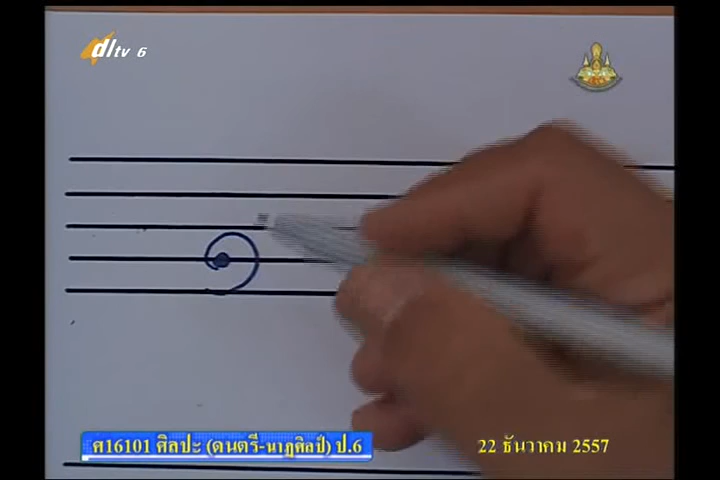 dltv 6
ศ16101 ศิลปะ (ดนตรี-นาฏศิลป์) ป.6
22 ธันวาคม 2557